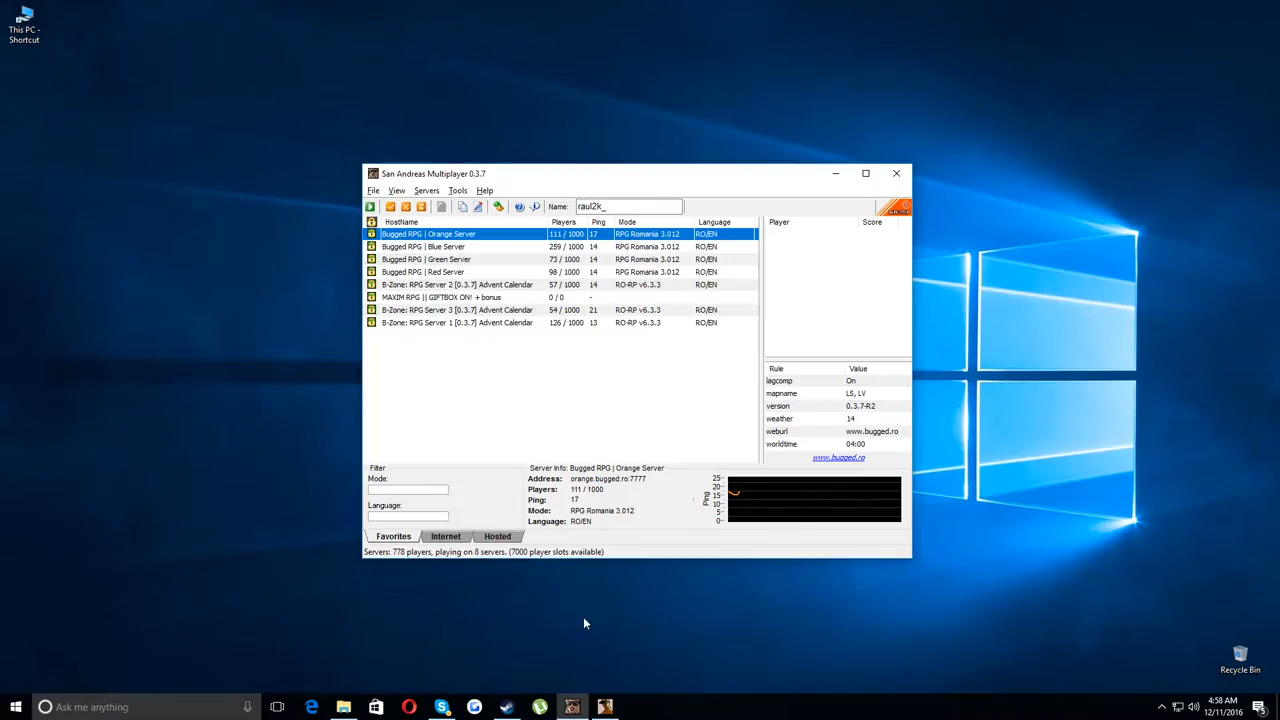 This PC -
Shortcut
San Andreas Multiplayer 0.3.7
File View Servers Tools Help
Name: raul2k_
HostName Players Ping Mode Language
Bugged RPG | Orange Server 111 / 1000 17 RPG Romania 3.012 RO/EN
Bugged RPG | Blue Server 259 / 1000 14 RPG Romania 3.012 RO/EN
Bugged RPG | Green Server 73 / 1000 14 RPG Romania 3.012 RO/EN
Bugged RPG | Red Server 98 / 1000 14 RPG Romania 3.012 RO/EN
B-Zone: RPG Server 2 [0.3.7] Advent Calendar 57 / 1000 14 RO-RP v6.3.3 RO/EN
MAXIM RPG || GIFTBOX ON! + bonus 0 / 0 -
B-Zone: RPG Server 3 [0.3.7] Advent Calendar 54 / 1000 21 RO-RP v6.3.3 RO/EN
B-Zone: RPG Server 1 [0.3.7] Advent Calendar 126 / 1000 13 RO-RP v6.3.3 RO/EN
Player Score
Rule Value
lagcomp On
mapname LS, LV
version 0.3.7-R2
weather 14
weburl www.bugged.ro
worldtime 04:00
www.bugged.ro
Filter
Mode:
Language:
Server Info: Bugged RPG | Orange Server
Address: orange.bugged.ro:7777
Players: 111 / 1000
Ping: 17
Mode: RPG Romania 3.012
Language: RO/EN
Ping
25
20
15
10
5
0
Favorites Internet Hosted
Servers: 778 players, playing on 8 servers. (7000 player slots available)
Recycle Bin
Ask me anything
4:58 AM
12/11/2016